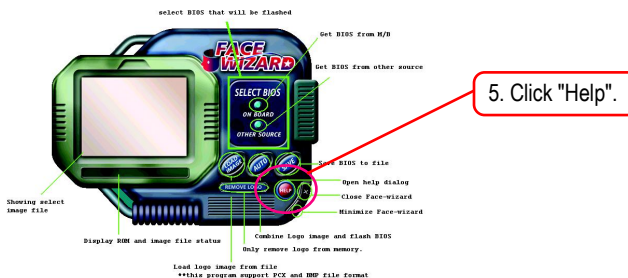 select BIOS that will be flashed
Get BIOS from M/B
FACE
WIZARD
Get BIOS from other source
SELECT BIOS
ON BOARD
OTHER SOURCE
5. Click "Help".
LOAD IMAGE
AUTO
SAVE
Save BIOS to file
REMOVE LOGO
HELP
Open help dialog
X
Close Face-wizard
Minimize Face-wizard
Showing select
image file
Display ROM and image file status
Combine Logo image and flash BIOS
Only remove logo from memory.
Load logo image from file
**this program support PCX and BMP file format